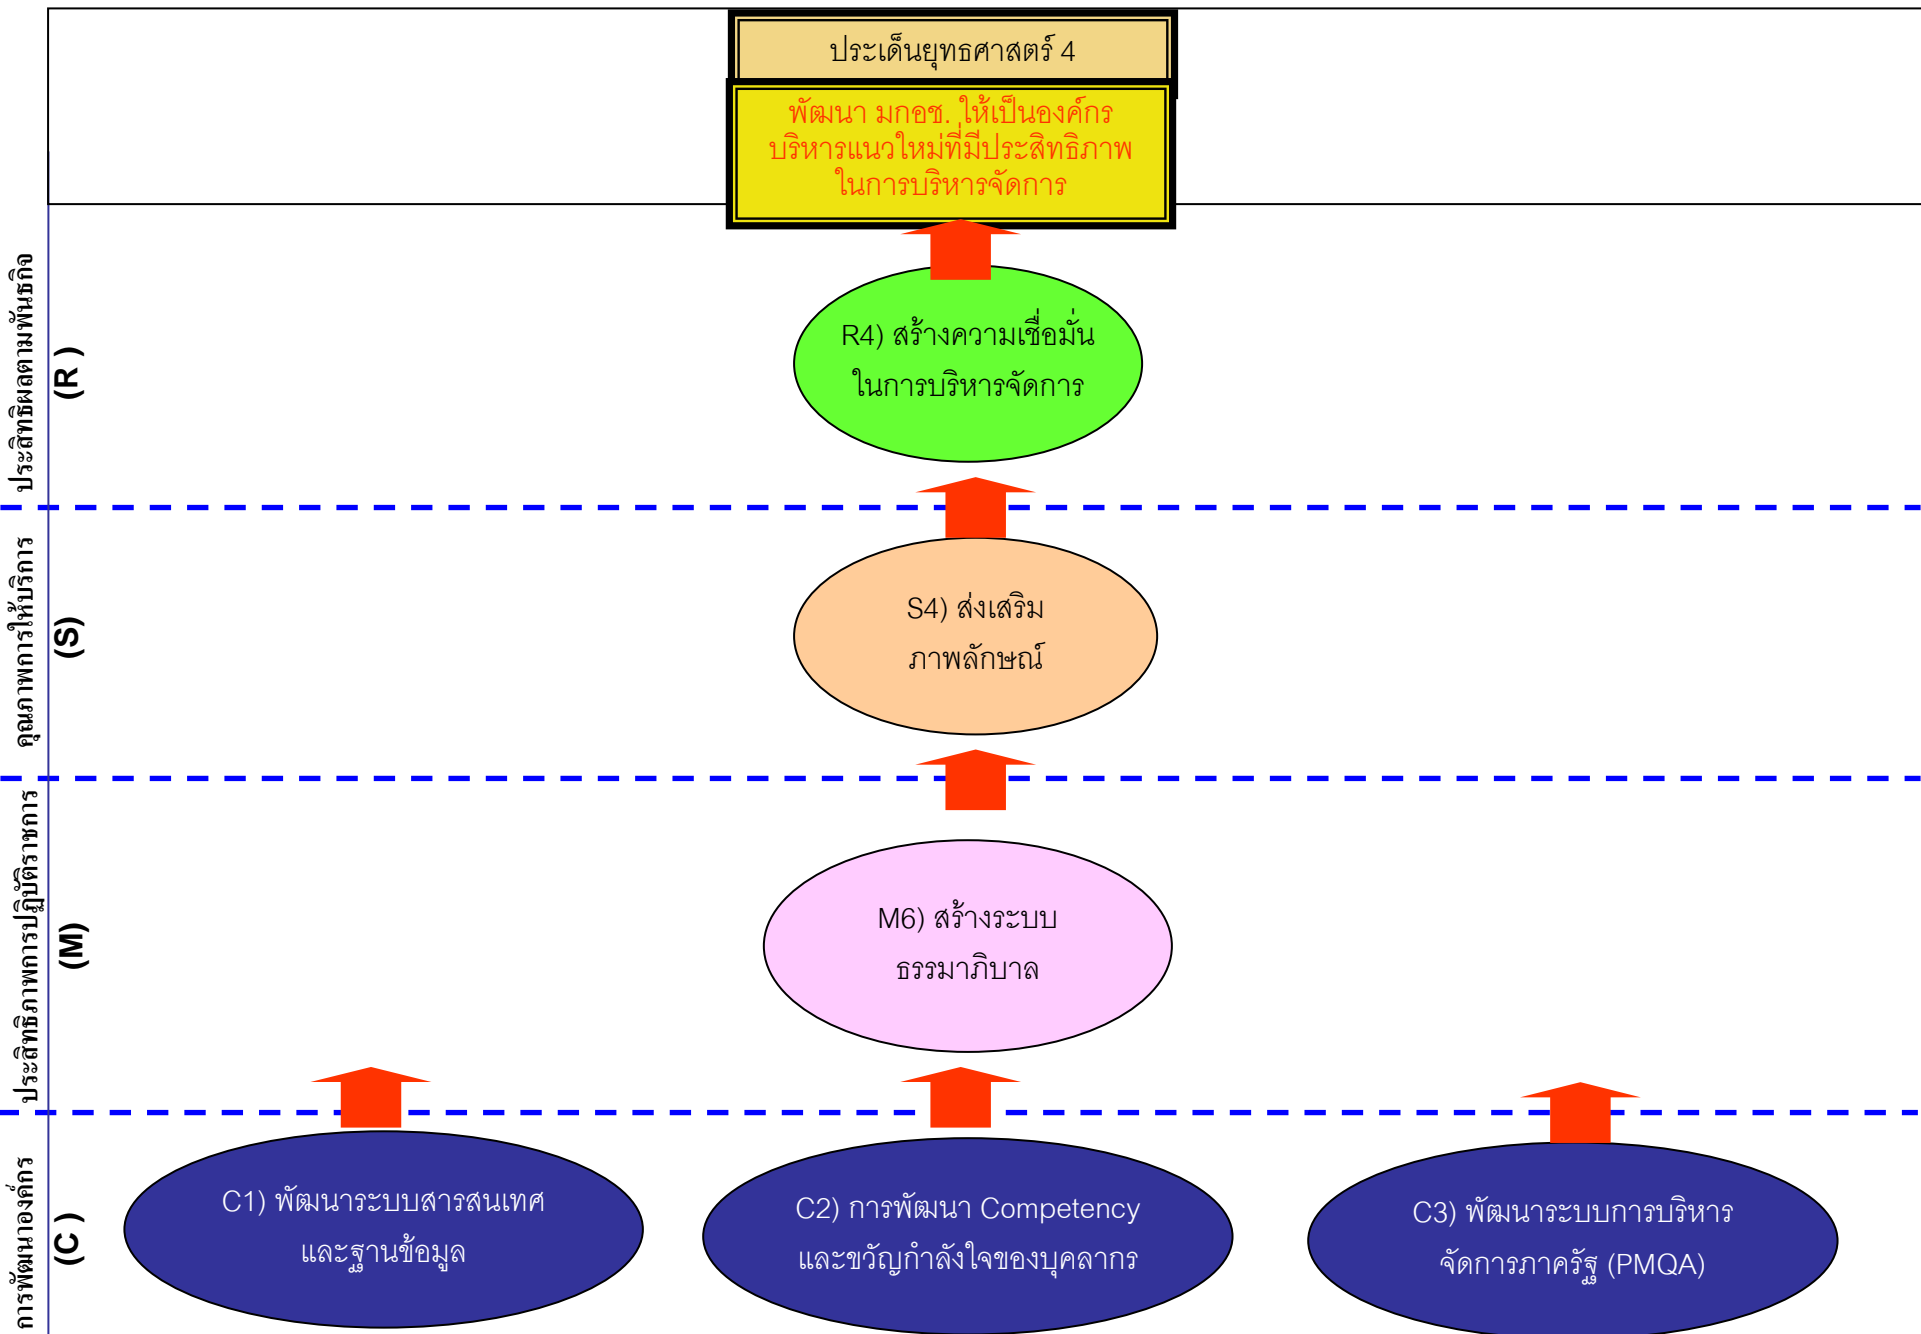 ประเด็นยุทธศาสตร์ 4
พัฒนา มกอช. ให้เป็นองค์กร
บริหารแนวใหม่ที่มีประสิทธิภาพ
ในการบริหารจัดการ
ประสิทธิผลตามพันธกิจ
(R )
R4) สร้างความเชื่อมั่น
ในการบริหารจัดการ
คุณภาพการให้บริการ
(S)
S4) ส่งเสริม
ภาพลักษณ์
ประสิทธิภาพการปฏิบัติราชการ
(M)
M6) สร้างระบบ
ธรรมาภิบาล
การพัฒนาองค์กร
(C )
C1) พัฒนาระบบสารสนเทศ
และฐานข้อมูล
C2) การพัฒนา Competency
และขวัญกำลังใจของบุคลากร
C3) พัฒนาระบบการบริหาร
จัดการภาครัฐ (PMQA)